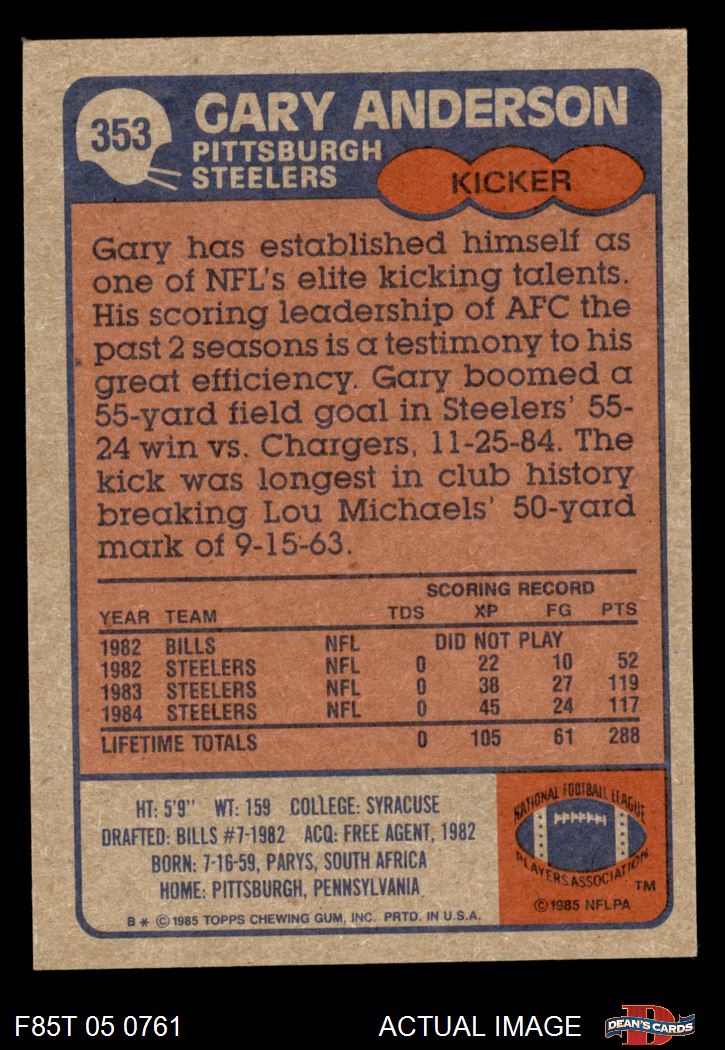 353
GARY ANDERSON
PITTSBURGH
STEELERS
KICKER
Gary has established himself as
one of NFL's elite kicking talents.
His scoring leadership of AFC the
past 2 seasons is a testimony to his
great efficiency. Gary boomed a
55-yard field goal in Steelers' 55-
24 win vs. Chargers, 11-25-84. The
kick was longest in club history
breaking Lou Michaels' 50-yard
mark of 9-15-63.
SCORING RECORD
YEAR TEAM TDS XP FG PTS
1982 BILLS NFL DID NOT PLAY
1982 STEELERS NFL 0 22 10 52
1983 STEELERS NFL 0 38 27 119
1984 STEELERS NFL 0 45 24 117
LIFETIME TOTALS 0 105 61 288
HT: 5'9" WT: 159 COLLEGE: SYRACUSE
DRAFTED: BILLS #7-1982 ACQ: FREE AGENT, 1982
BORN: 7-16-59, PARYS, SOUTH AFRICA
HOME: PITTSBURGH, PENNSYLVANIA
B * © 1985 TOPPS CHEWING GUM, INC. PRTD. IN U.S.A.
NATIONAL FOOTBALL LEAGUE
PLAYERS ASSOCIATION
TM
© 1985 NFLPA
F85T 05 0761
ACTUAL IMAGE
D
DEAN'S CARDS